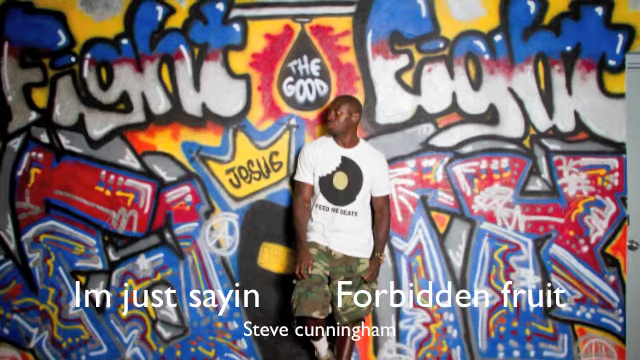 Fight THE GOOD Fight
JESUS
FEED ME BEATS
Im just sayin Forbidden fruit
Steve cunningham